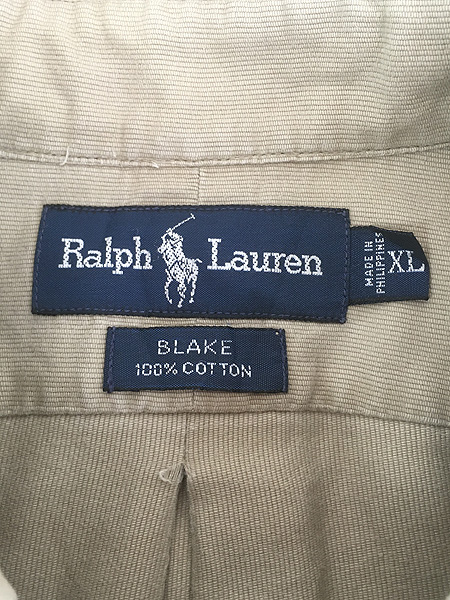 Ralph Lauren
MADE IN
PHILIPPINES
XL
BLAKE
100% COTTON